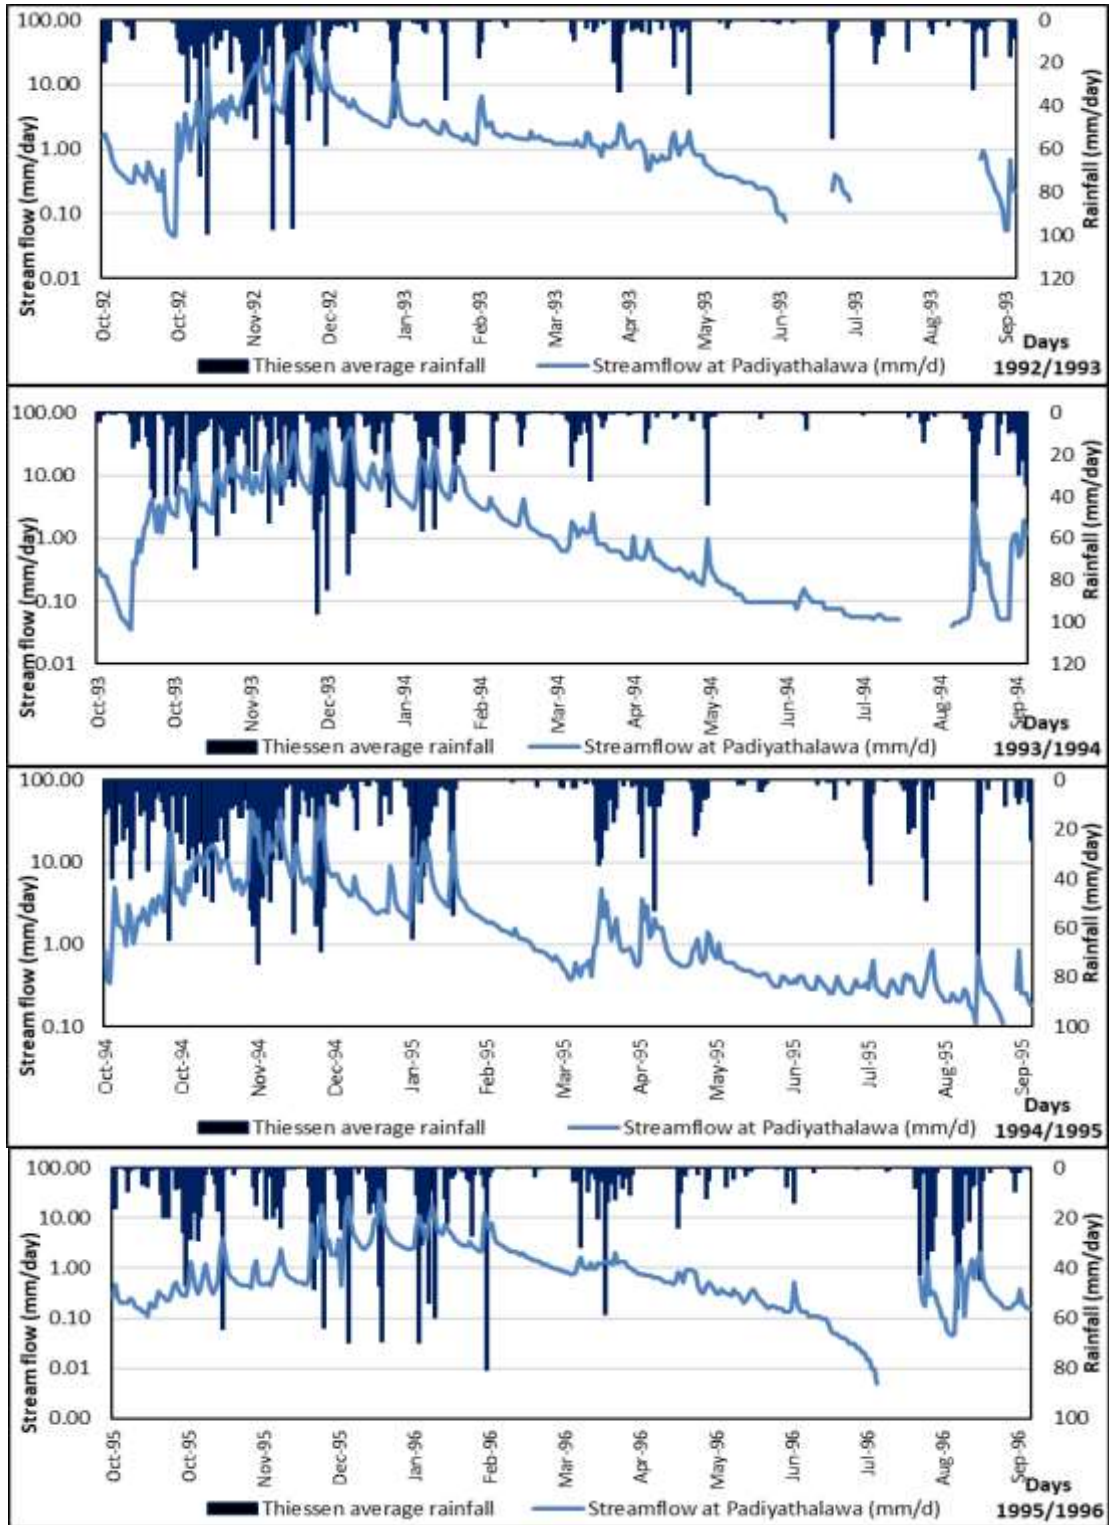 100.00
10.00
1.00
0.10
0.01
Stream flow (mm/day)
0
20
40
60
80
100
120
Rainfall (mm/day)
Oct-92
Oct-92
Nov-92
Dec-92
Jan-93
Feb-93
Mar-93
Apr-93
May-93
Jun-93
Jul-93
Aug-93
Sep-93
Days
Thiessen average rainfall
Streamflow at Padiyathalawa (mm/d)
1992/1993
100.00
10.00
1.00
0.10
0.01
Stream flow (mm/day)
0
20
40
60
80
100
120
Rainfall (mm/day)
Oct-93
Oct-93
Nov-93
Dec-93
Jan-94
Feb-94
Mar-94
Apr-94
May-94
Jun-94
Jul-94
Aug-94
Sep-94
Days
Thiessen average rainfall
Streamflow at Padiyathalawa (mm/d)
1993/1994
100.00
10.00
1.00
0.10
Stream flow (mm/day)
0
20
40
60
80
100
Rainfall (mm/day)
Oct-94
Oct-94
Nov-94
Dec-94
Jan-95
Feb-95
Mar-95
Apr-95
May-95
Jun-95
Jul-95
Aug-95
Sep-95
Days
Thiessen average rainfall
Streamflow at Padiyathalawa (mm/d)
1994/1995
100.00
10.00
1.00
0.10
0.01
0.00
Stream flow (mm/day)
0
20
40
60
80
100
Rainfall (mm/day)
Oct-95
Oct-95
Nov-95
Dec-95
Jan-96
Feb-96
Mar-96
Apr-96
May-96
Jun-96
Jul-96
Aug-96
Sep-96
Days
Thiessen average rainfall
Streamflow at Padiyathalawa (mm/d)
1995/1996